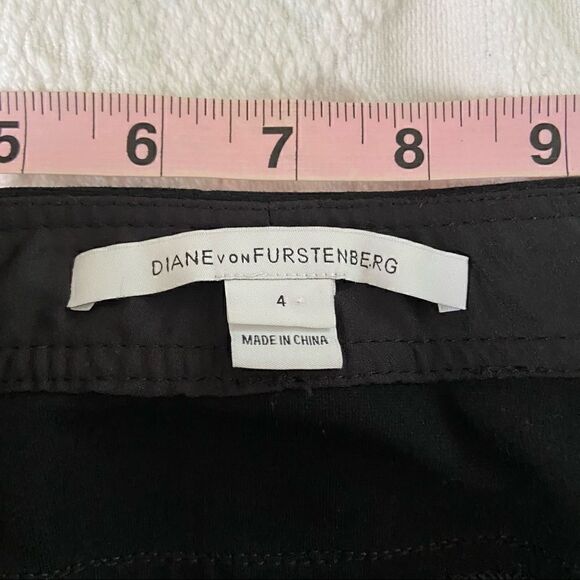 5 6 7 8 9
DIANE VON FURSTENBERG
4
MADE IN CHINA